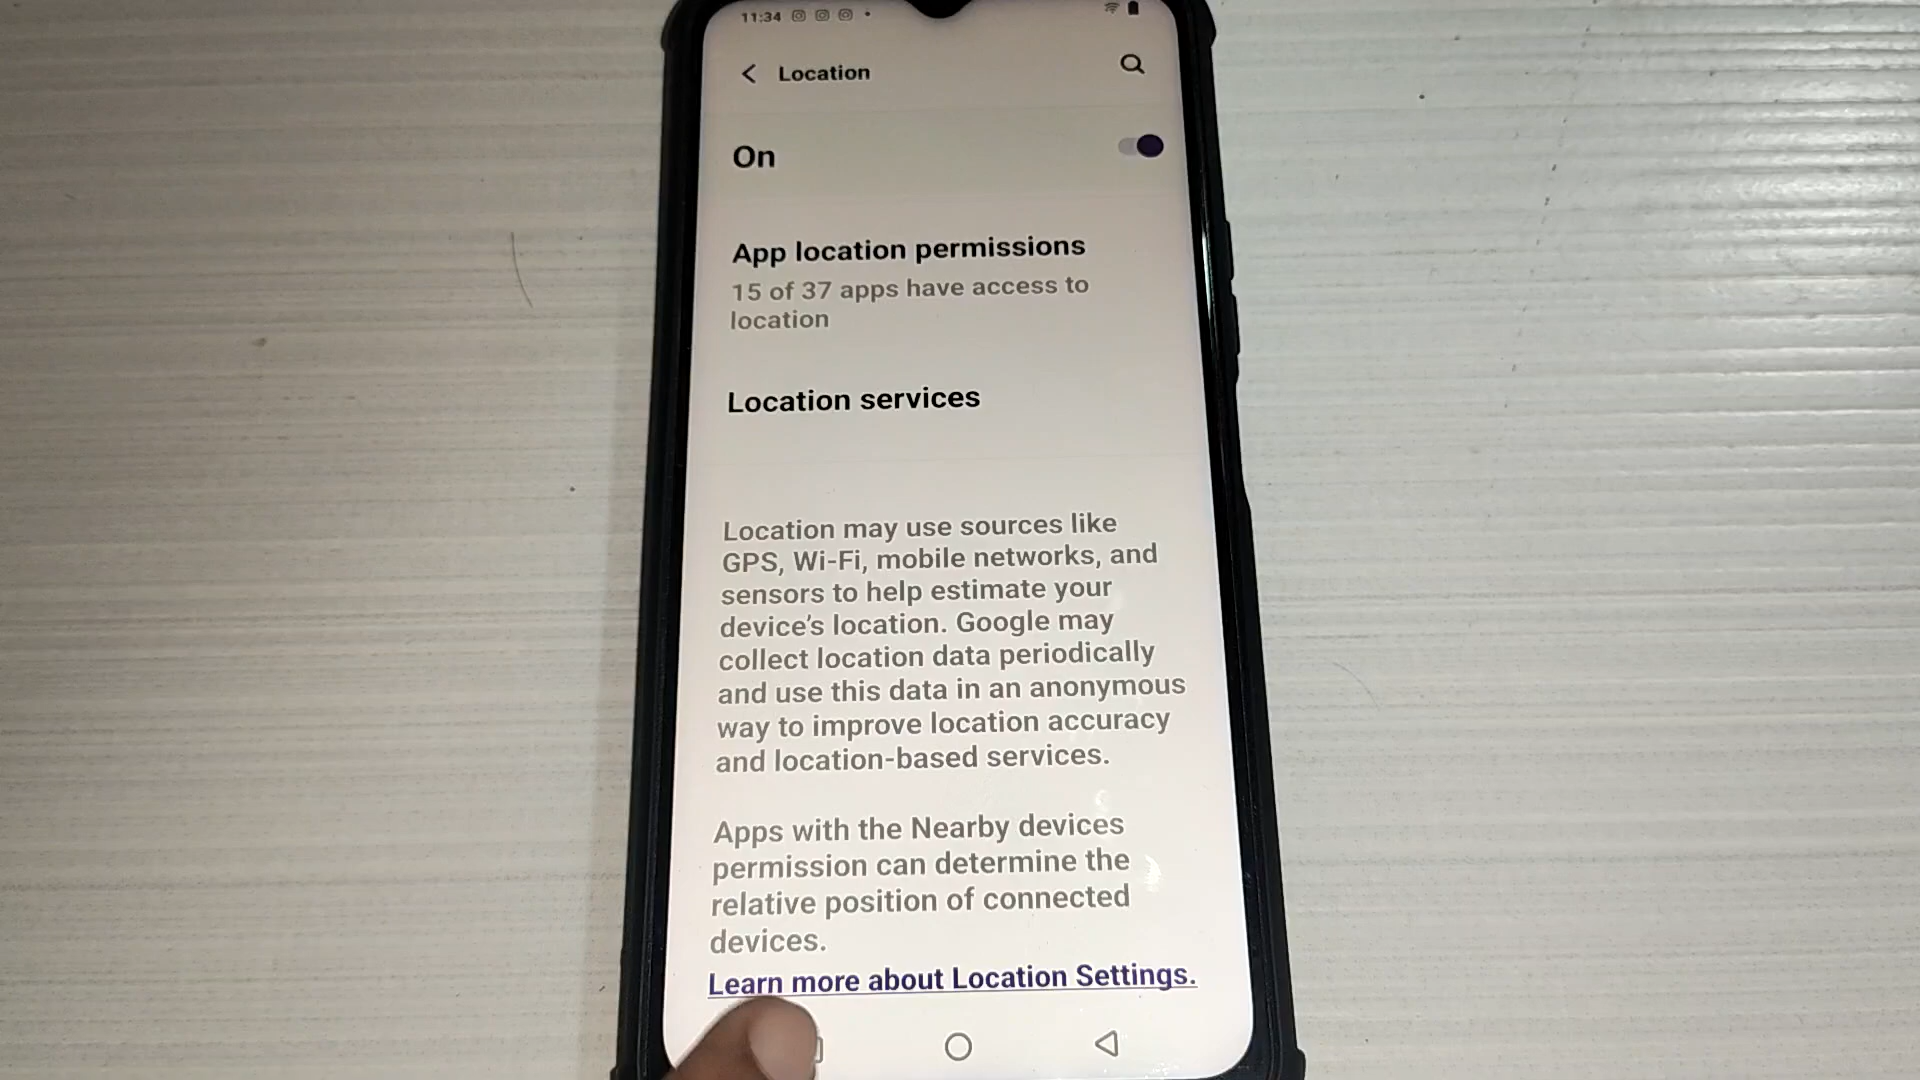 11:34
Location
On
App location permissions
15 of 37 apps have access to
location
Location services
Location may use sources like
GPS, Wi-Fi, mobile networks, and
sensors to help estimate your
device's location. Google may
collect location data periodically
and use this data in an anonymous
way to improve location accuracy
and location-based services.
Apps with the Nearby devices
permission can determine the
relative position of connected
devices.
Learn more about Location Settings.